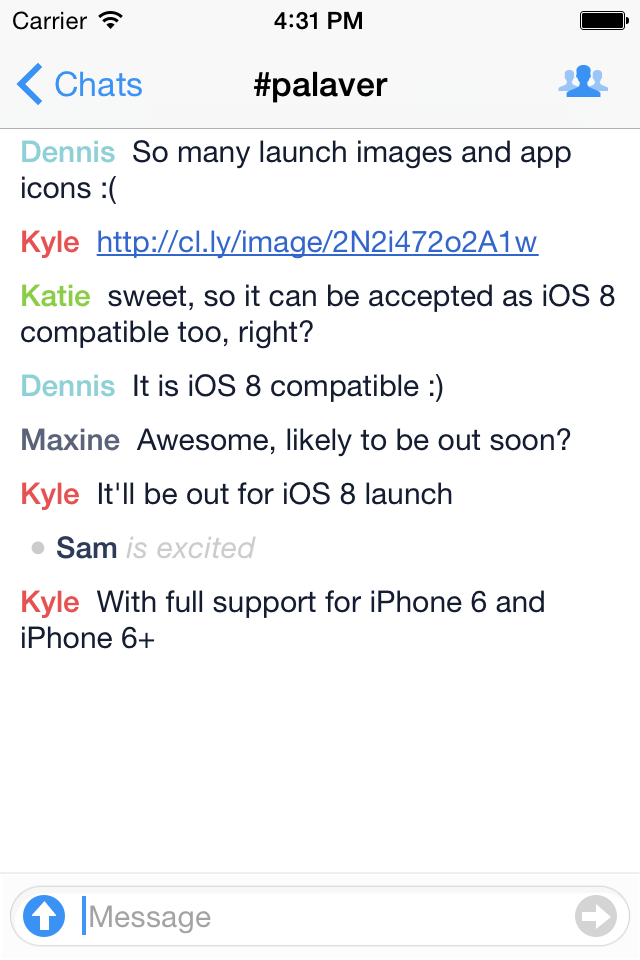 Carrier 4:31 PM
Chats #palaver
Dennis So many launch images and app
icons :(
Kyle http://cl.ly/image/2N2i472o2A1w
Katie sweet, so it can be accepted as iOS 8
compatible too, right?
Dennis It is iOS 8 compatible :)
Maxine Awesome, likely to be out soon?
Kyle It'll be out for iOS 8 launch
Sam is excited
Kyle With full support for iPhone 6 and
iPhone 6+
Message